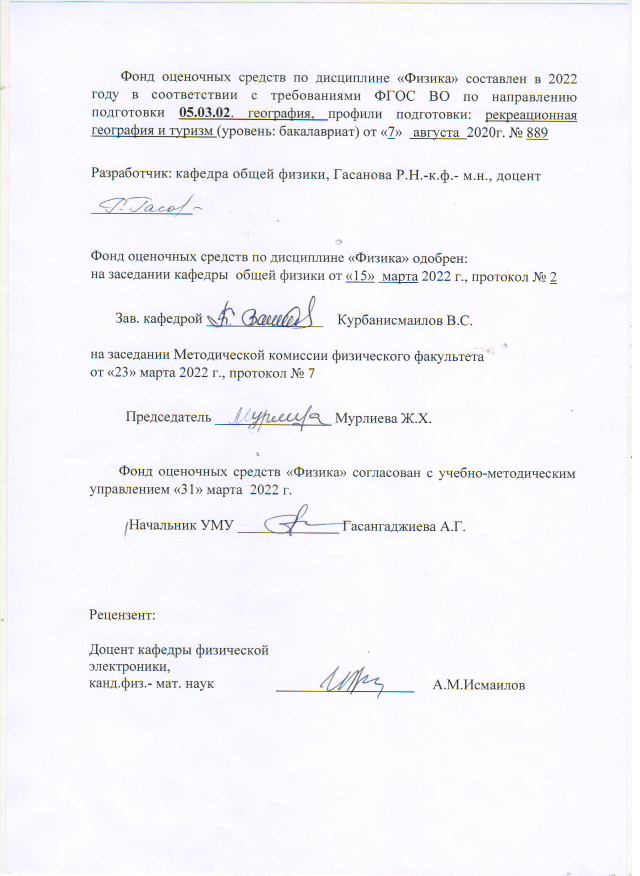 Фонд оценочных средств по дисциплине «Физика» составлен в 2022
году в соответствии с требованиями ФГОС ВО по направлению
подготовки 05.03.02. география, профили подготовки: рекреационная
география и туризм (уровень: бакалавриат) от «7» августа 2020г. № 889
Разработчик: кафедра общей физики, Гасанова Р.Н.-к.ф.- м.н., доцент
Фонд оценочных средств по дисциплине «Физика» одобрен:
на заседании кафедры общей физики от «15» марта 2022 г., протокол № 2
Зав. кафедрой Курбанисмаилов В.С.
на заседании Методической комиссии физического факультета
от «23» марта 2022 г., протокол № 7
Председатель Мурлиева Мурлиева Ж.Х.
Фонд оценочных средств «Физика» согласован с учебно-методическим
управлением «31» марта 2022 г.
Начальник УМУ Гасангаджиева А.Г.
Рецензент:
Доцент кафедры физической
электроники,
канд.физ.- мат. наук А.М.Исмаилов